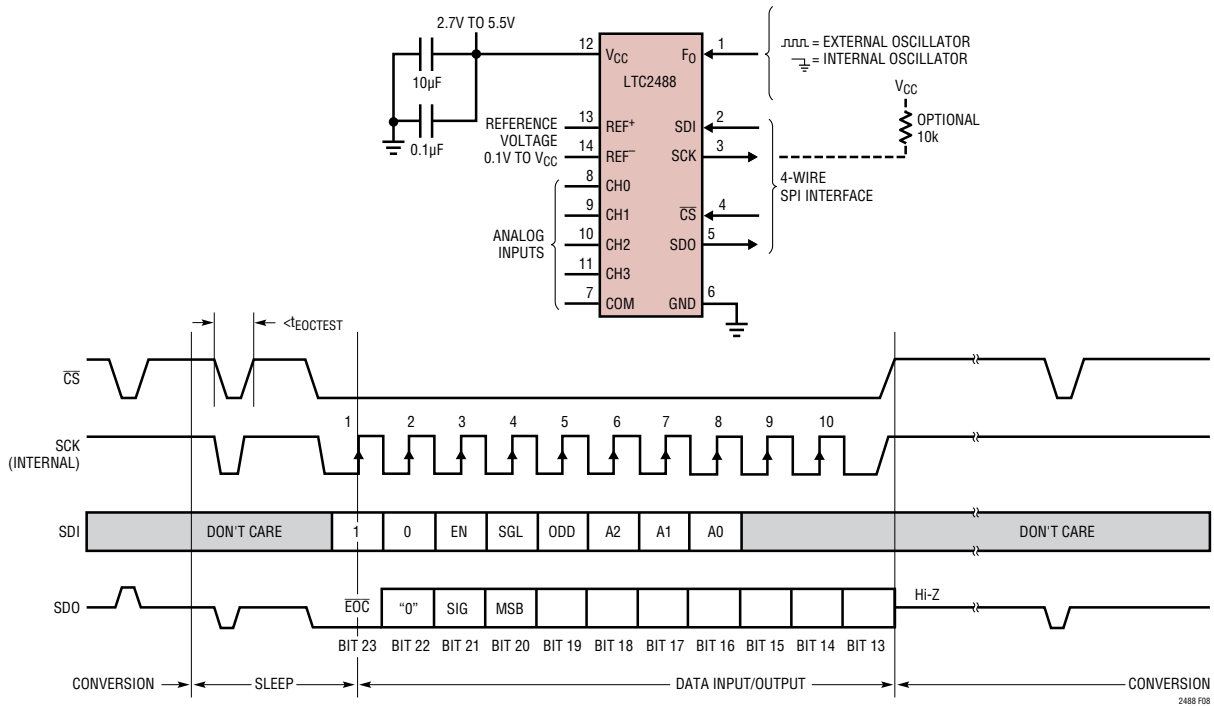 2.7V TO 5.5V
12
VCC
FO
1
= EXTERNAL OSCILLATOR
= INTERNAL OSCILLATOR
LTC2488
10µF
0.1µF
VCC
OPTIONAL
10k
REFERENCE
VOLTAGE
0.1V TO VCC
13
REF+
SDI
2
14
REF–
SCK
3
4-WIRE
SPI INTERFACE
8
CH0
9
CH1
CS
4
ANALOG
INPUTS
10
CH2
SDO
5
11
CH3
7
COM
GND
6
<tEOCTEST
CS
SCK
(INTERNAL)
1 2 3 4 5 6 7 8 9 10
SDI
DON'T CARE 1 0 EN SGL ODD A2 A1 A0 DON'T CARE
SDO
EOC "0" SIG MSB Hi-Z
BIT 23 BIT 22 BIT 21 BIT 20 BIT 19 BIT 18 BIT 17 BIT 16 BIT 15 BIT 14 BIT 13
CONVERSION SLEEP DATA INPUT/OUTPUT CONVERSION
2488 F08